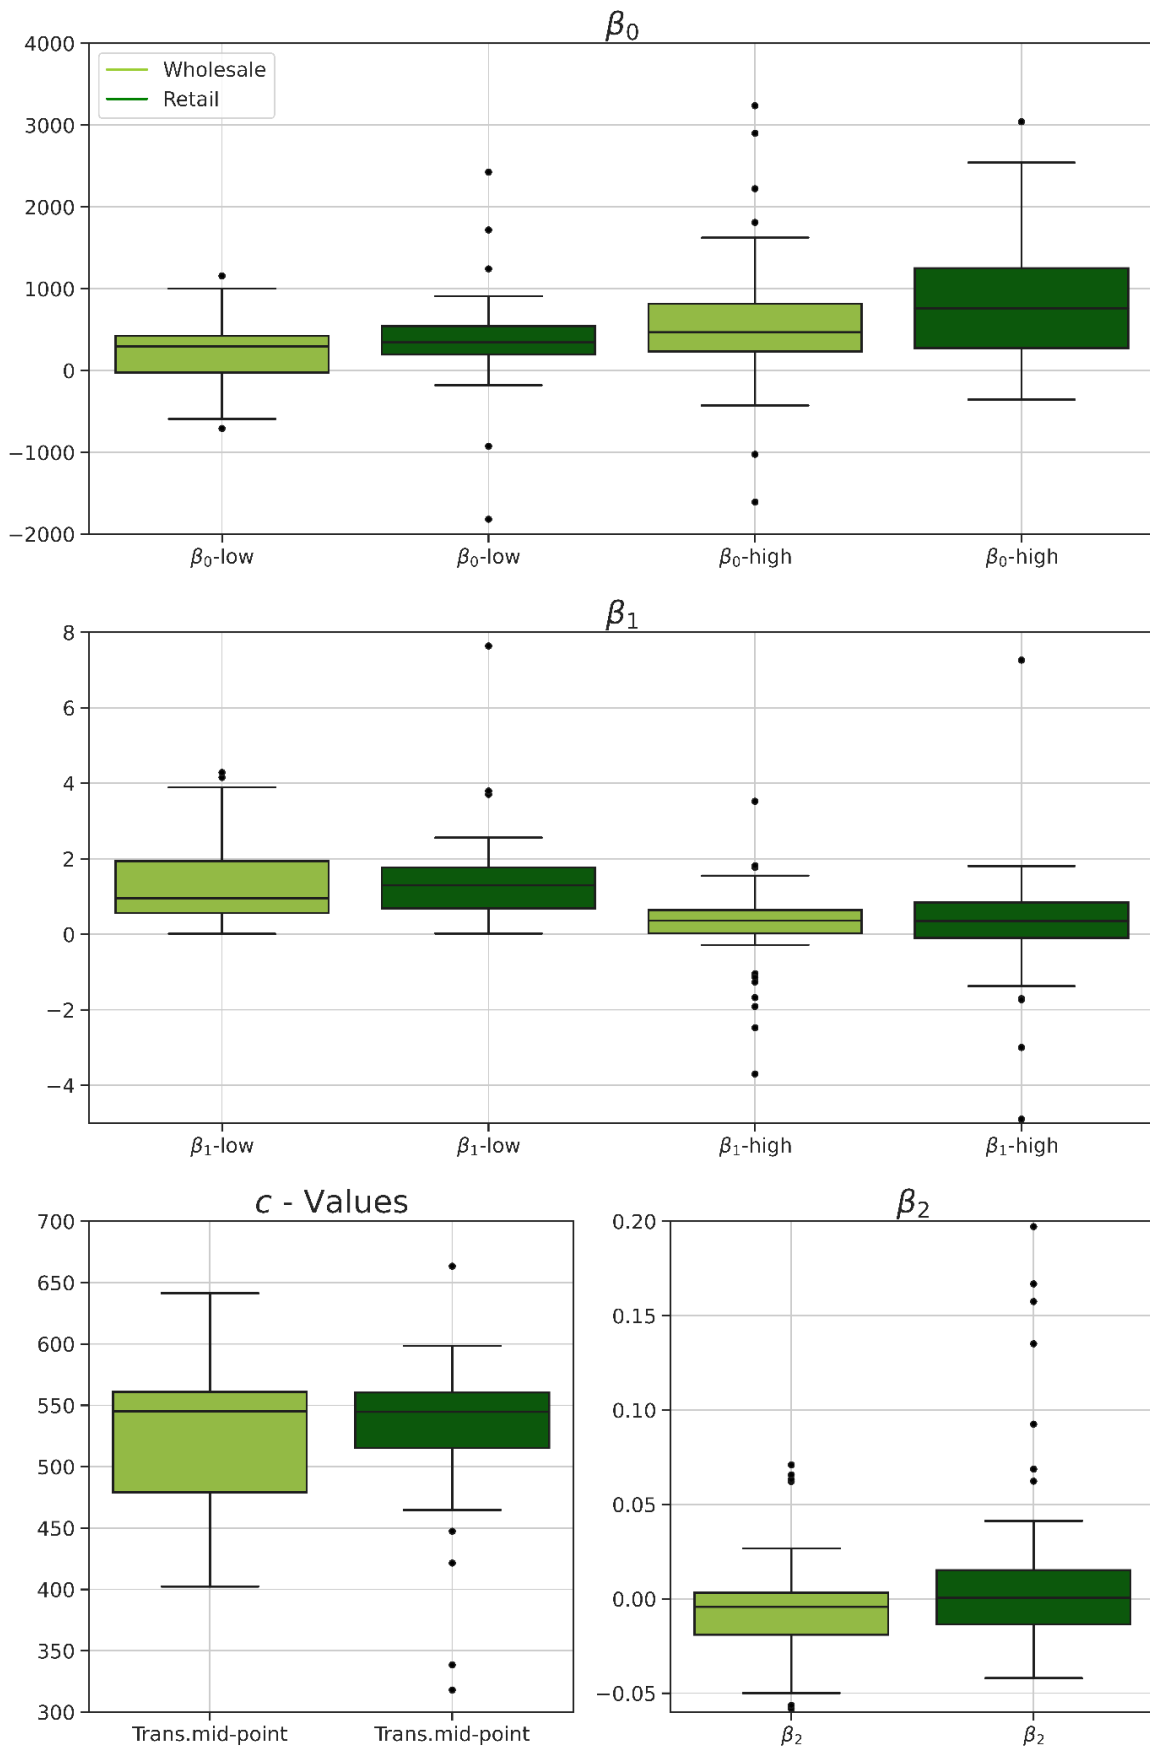 β₀
4000
3000
2000
1000
0
−1000
−2000
Wholesale
Retail
β₀-low β₀-low β₀-high β₀-high
β₁
8
6
4
2
0
−2
−4
β₁-low β₁-low β₁-high β₁-high
c - Values
700
650
600
550
500
450
400
350
300
Trans.mid-point Trans.mid-point
β₂
0.20
0.15
0.10
0.05
0.00
−0.05
β₂ β₂